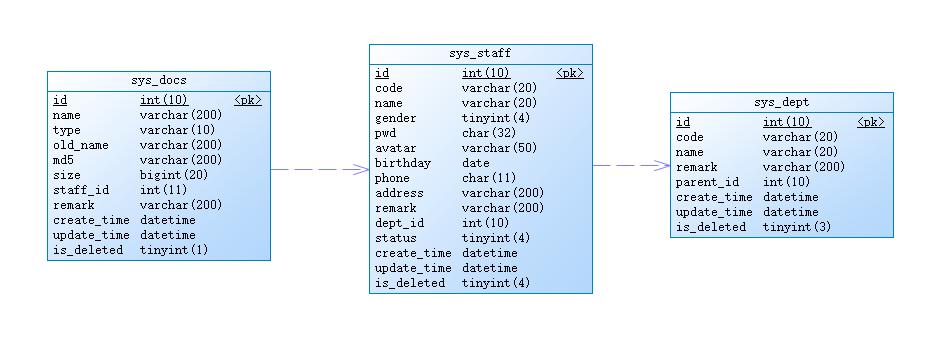 sys_docs
id int(10) <pk>
name varchar(200)
type varchar(10)
old_name varchar(200)
md5 varchar(200)
size bigint(20)
staff_id int(11)
remark varchar(200)
create_time datetime
update_time datetime
is_deleted tinyint(1)
sys_staff
id int(10) <pk>
code varchar(20)
name varchar(20)
gender tinyint(4)
pwd char(32)
avatar varchar(50)
birthday date
phone char(11)
address varchar(200)
remark varchar(200)
dept_id int(10)
status tinyint(4)
create_time datetime
update_time datetime
is_deleted tinyint(4)
sys_dept
id int(10) <pk>
code varchar(20)
name varchar(20)
remark varchar(200)
parent_id int(10)
create_time datetime
update_time datetime
is_deleted tinyint(3)